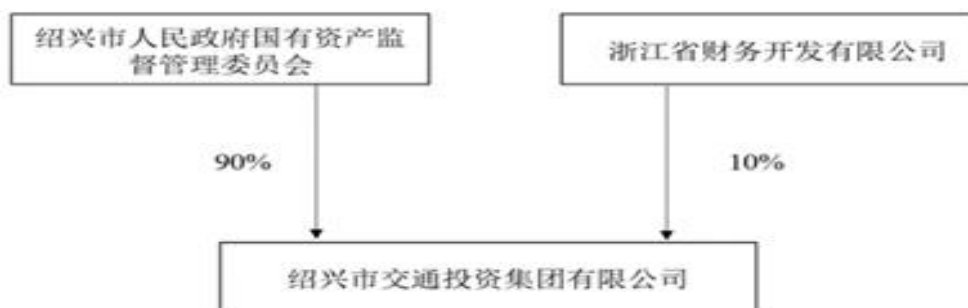 绍兴市人民政府国有资产监
督管理委员会
浙江省财务开发有限公司
90%
10%
绍兴市交通投资集团有限公司